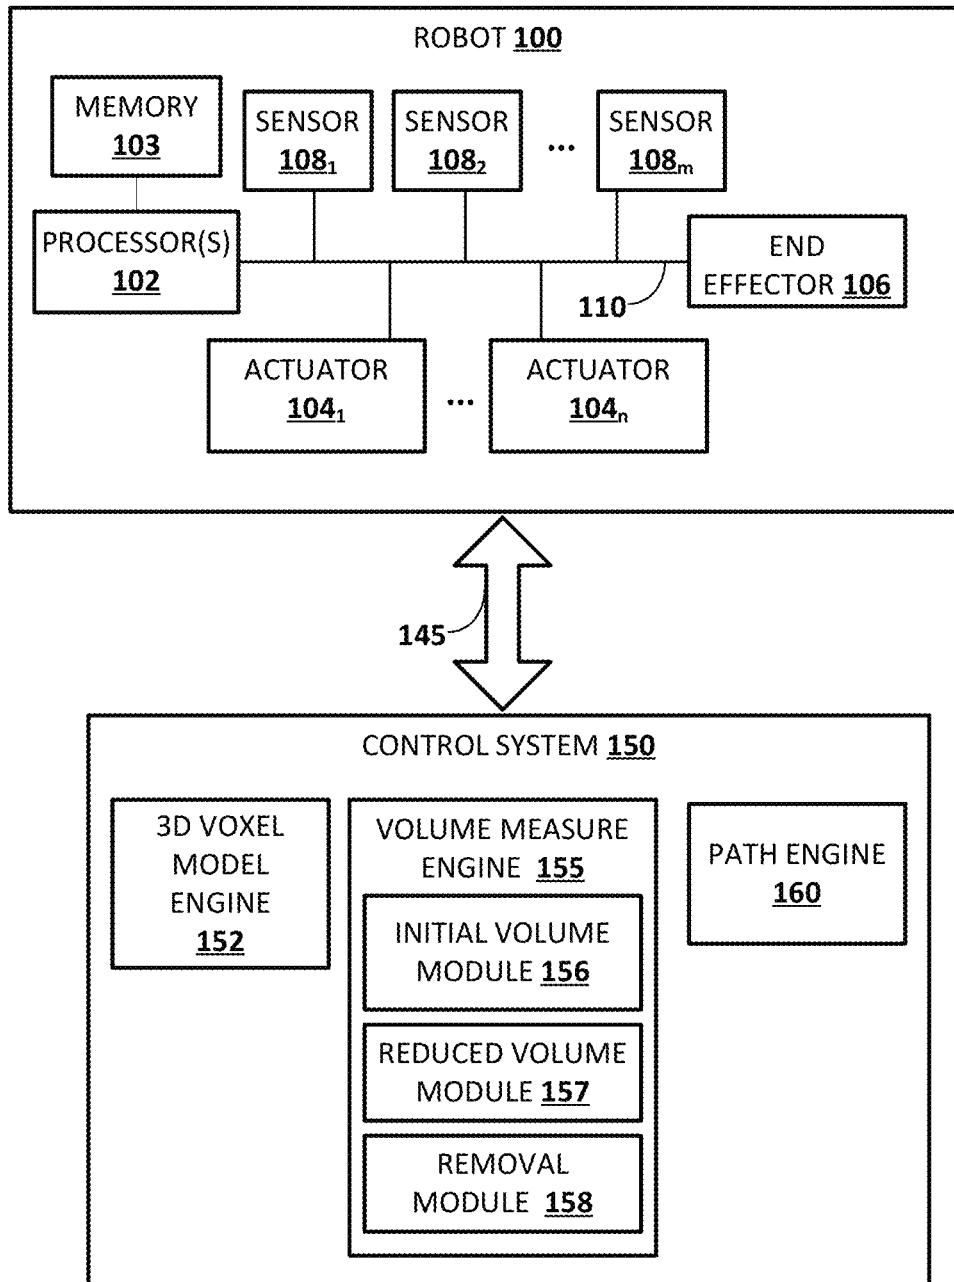 ROBOT 100
MEMORY
103
SENSOR
108₁
SENSOR
108₂
...
SENSOR
108ₘ
PROCESSOR(S)
102
END
EFFECTOR 106
110
ACTUATOR
104₁
...
ACTUATOR
104ₙ
145
CONTROL SYSTEM 150
3D VOXEL
MODEL
ENGINE
152
VOLUME MEASURE
ENGINE 155
INITIAL VOLUME
MODULE 156
REDUCED VOLUME
MODULE 157
REMOVAL
MODULE 158
PATH ENGINE
160